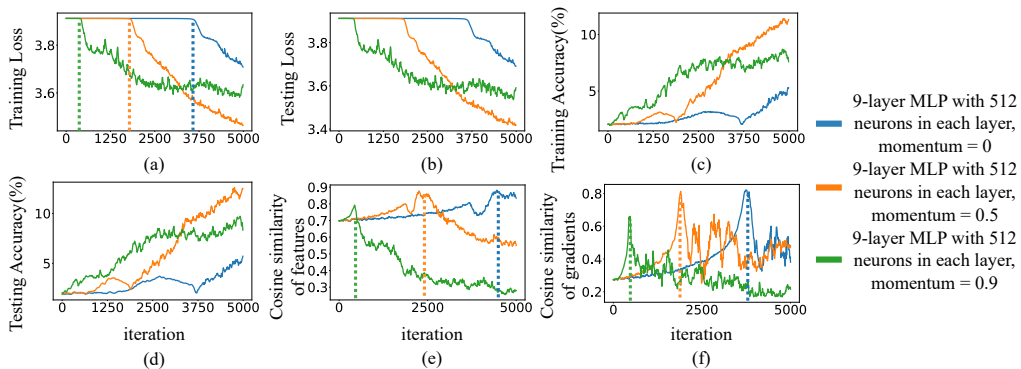 Training Loss
3.8
3.6
0 1250 2500 3750 5000
(a)
Testing Loss
3.8
3.6
3.4
0 1250 2500 3750 5000
(b)
Training Accuracy(%)
10
5
0 1250 2500 3750 5000
(c)
9-layer MLP with 512
neurons in each layer,
momentum = 0
9-layer MLP with 512
neurons in each layer,
momentum = 0.5
9-layer MLP with 512
neurons in each layer,
momentum = 0.9
Testing Accuracy(%)
10
5
0 1250 2500 3750 5000
iteration
(d)
Cosine similarity
of features
0.9
0.8
0.7
0.6
0.5
0.4
0.3
0 1250 2500 3750 5000
iteration
(e)
Cosine similarity
of gradients
0.8
0.6
0.4
0.2
0 1250 2500 3750 5000
iteration
(f)